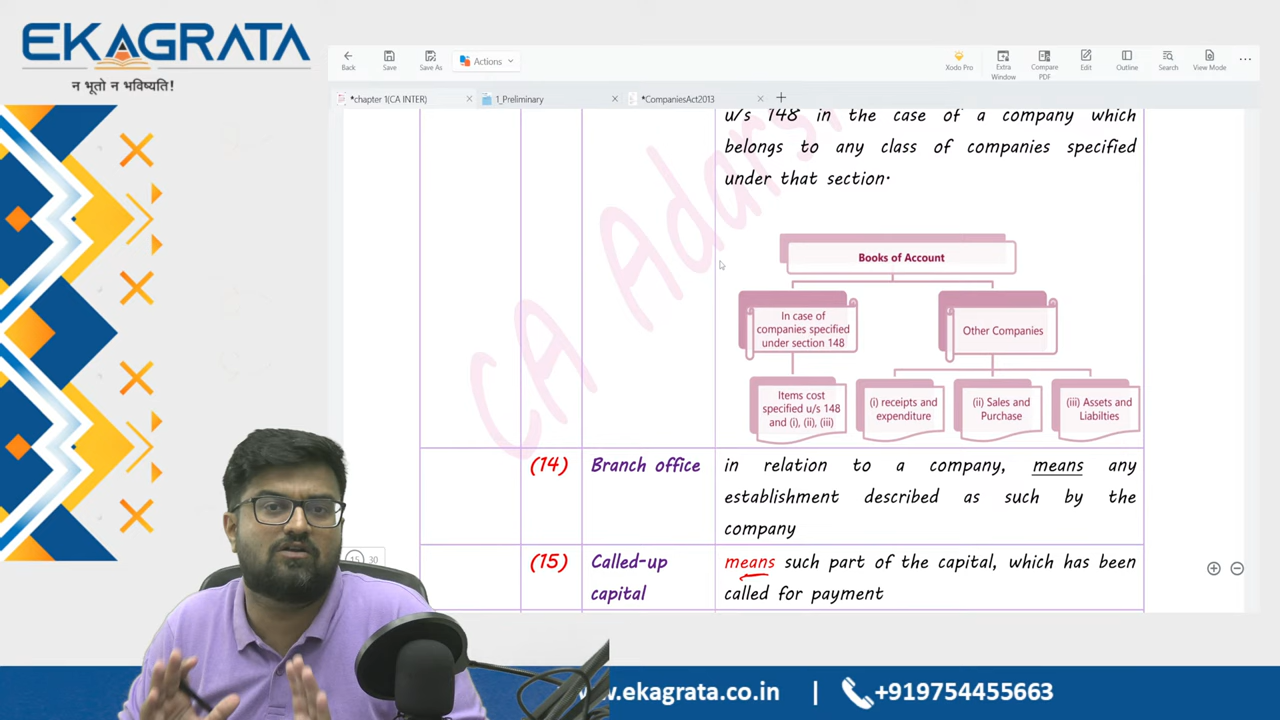 EKAGRATA
न भूतो न भविष्यति!
Back
Save
Save As
Actions
Xodo Pro
Extra
Window
Compare
PDF
Edit
Outline
Search
View Mode
*chapter 1(CA INTER)
1_Preliminary
*CompaniesAct2013
u/s 148 in the case of a company which
belongs to any class of companies specified
under that section.
CA Adars
Books of Account
In case of
companies specified
under section 148
Other Companies
Items cost
specified u/s 148
and (i), (ii), (iii)
(i) receipts and
expenditure
(ii) Sales and
Purchase
(iii) Assets and
Liabilties
(14) Branch office in relation to a company, means any
establishment described as such by the
company
15 30
(15) Called-up means such part of the capital, which has been
capital called for payment
w.ekagrata.co.in | +919754455663